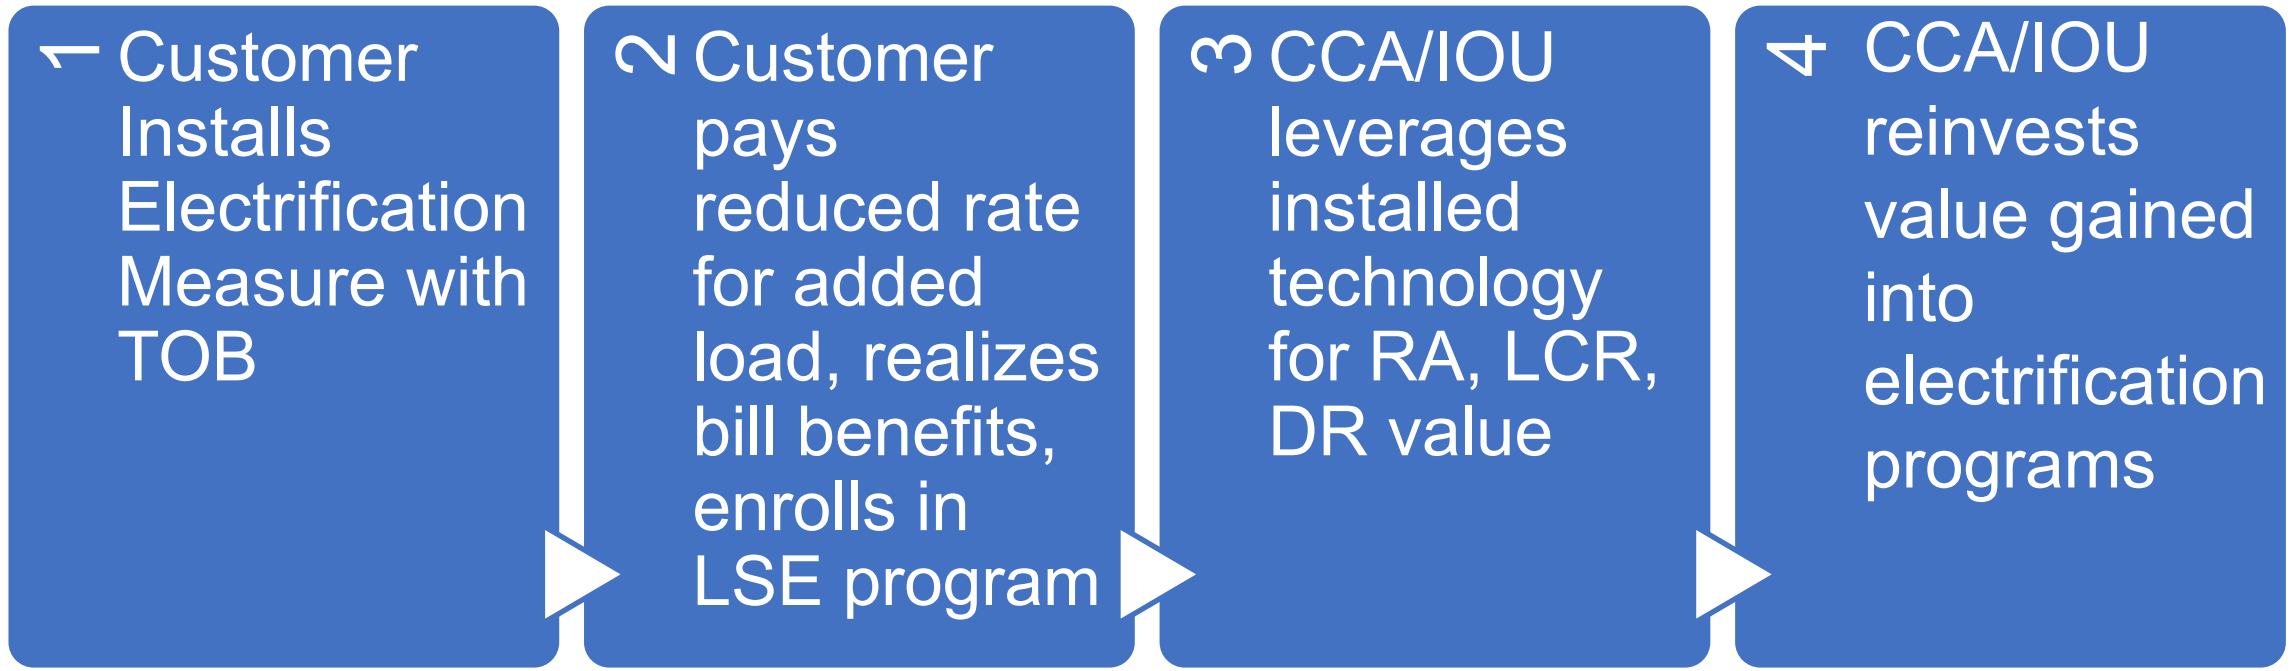 1
Customer
Installs
Electrification
Measure with
TOB
2
Customer
pays
reduced rate
for added
load, realizes
bill benefits,
enrolls in
LSE program
3
CCA/IOU
leverages
installed
technology
for RA, LCR,
DR value
4
CCA/IOU
reinvests
value gained
into
electrification
programs